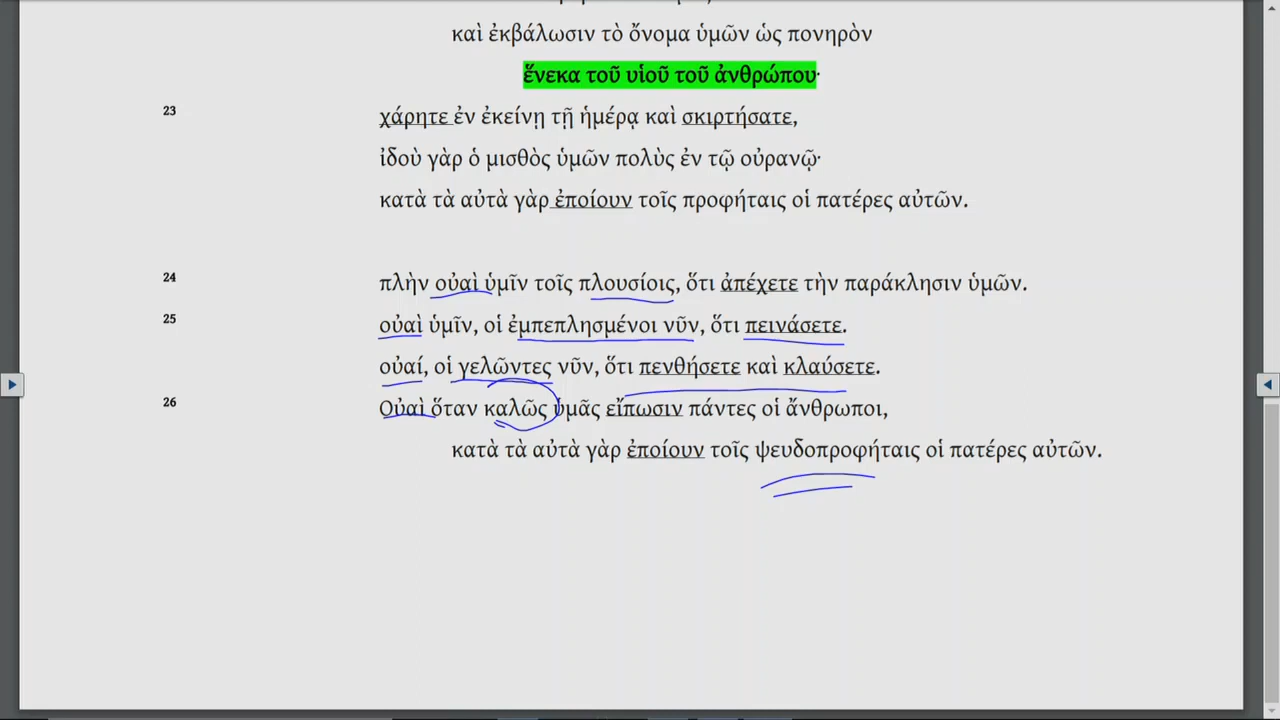 καὶ ἐκβάλωσιν τὸ ὄνομα ὑμῶν ὡς πονηρὸν
ἕνεκα τοῦ υἱοῦ τοῦ ἀνθρώπου·
23 χάρητε ἐν ἐκείνῃ τῇ ἡμέρᾳ καὶ σκιρτήσατε,
ἰδοὺ γὰρ ὁ μισθὸς ὑμῶν πολὺς ἐν τῷ οὐρανῷ·
κατὰ τὰ αὐτὰ γὰρ ἐποίουν τοῖς προφήταις οἱ πατέρες αὐτῶν.
24 πλὴν οὐαὶ ὑμῖν τοῖς πλουσίοις, ὅτι ἀπέχετε τὴν παράκλησιν ὑμῶν.
25 οὐαὶ ὑμῖν, οἱ ἐμπεπλησμένοι νῦν, ὅτι πεινάσετε.
οὐαί, οἱ γελῶντες νῦν, ὅτι πενθήσετε καὶ κλαύσετε.
26 Οὐαὶ ὅταν καλῶς ὑμᾶς εἴπωσιν πάντες οἱ ἄνθρωποι,
κατὰ τὰ αὐτὰ γὰρ ἐποίουν τοῖς ψευδοπροφήταις οἱ πατέρες αὐτῶν.